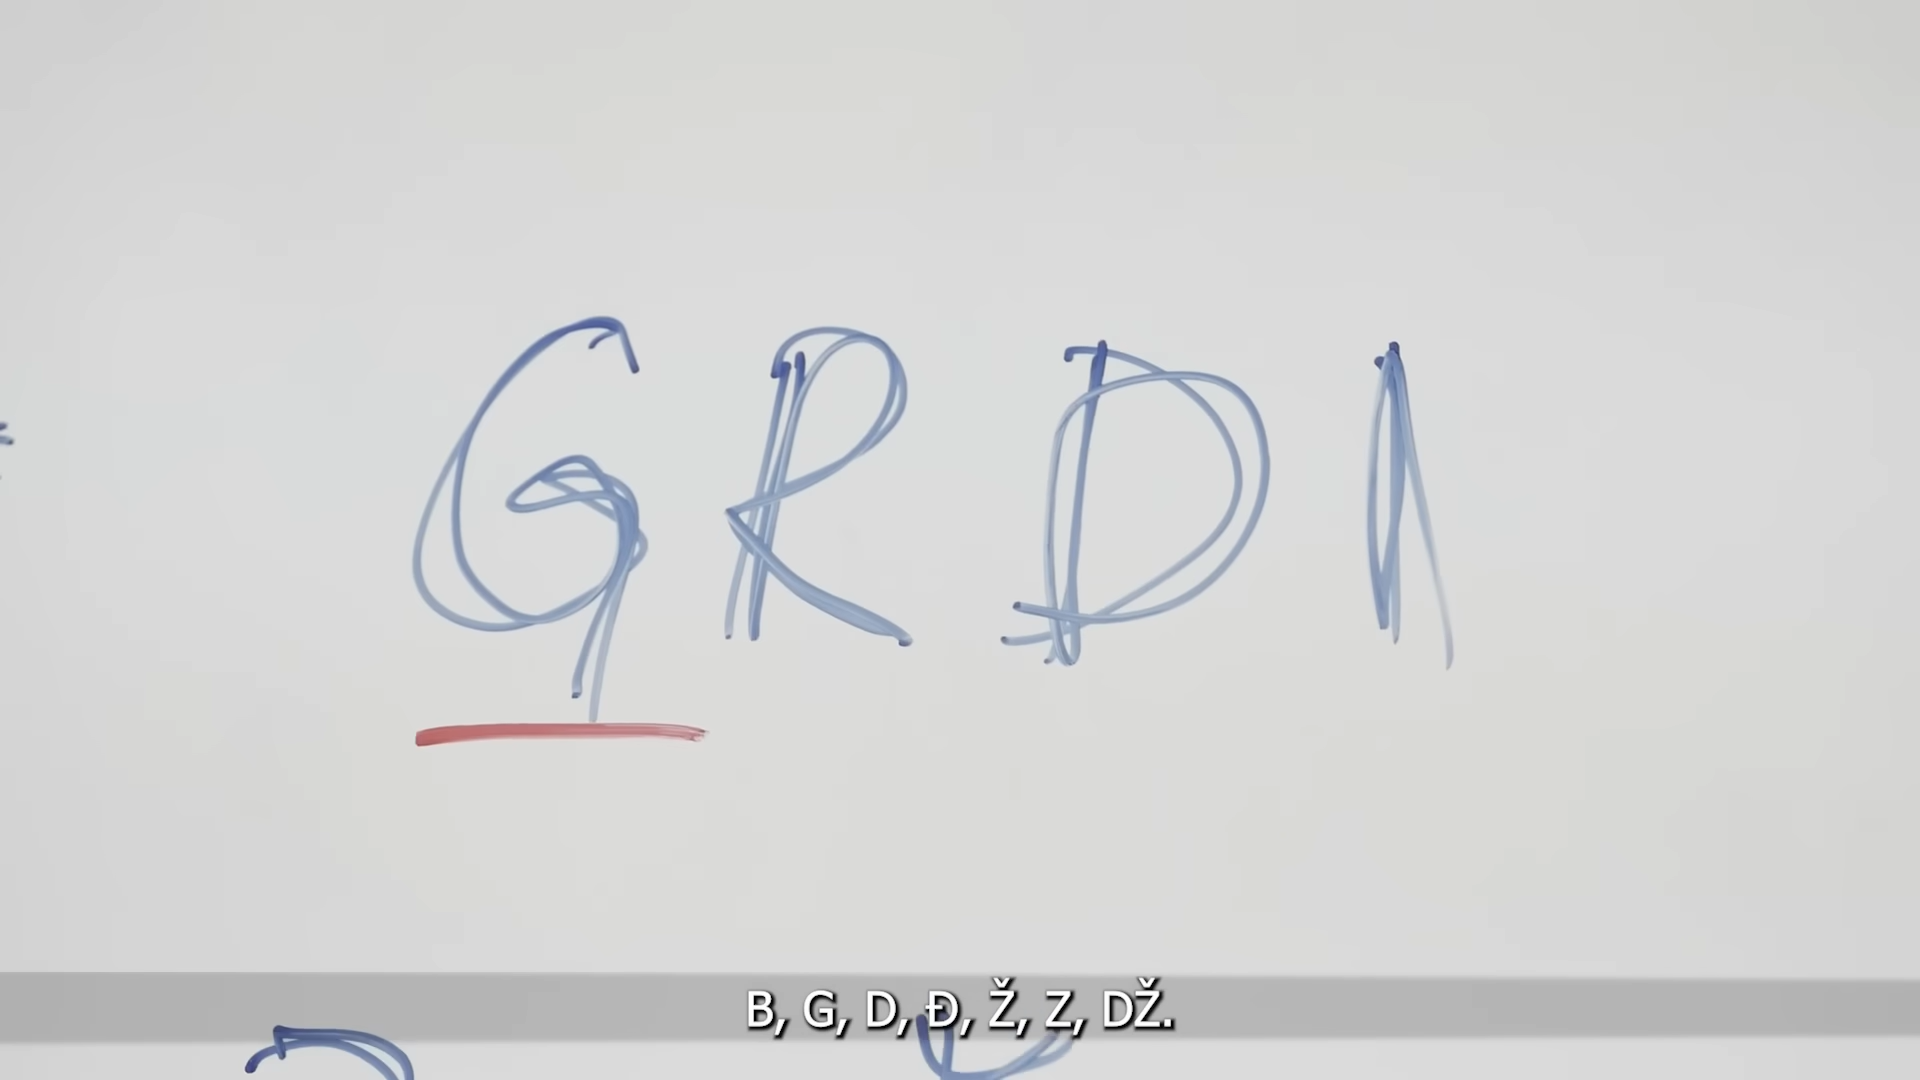 GRDI
B, G, D, Đ, Ž, Z, DŽ.